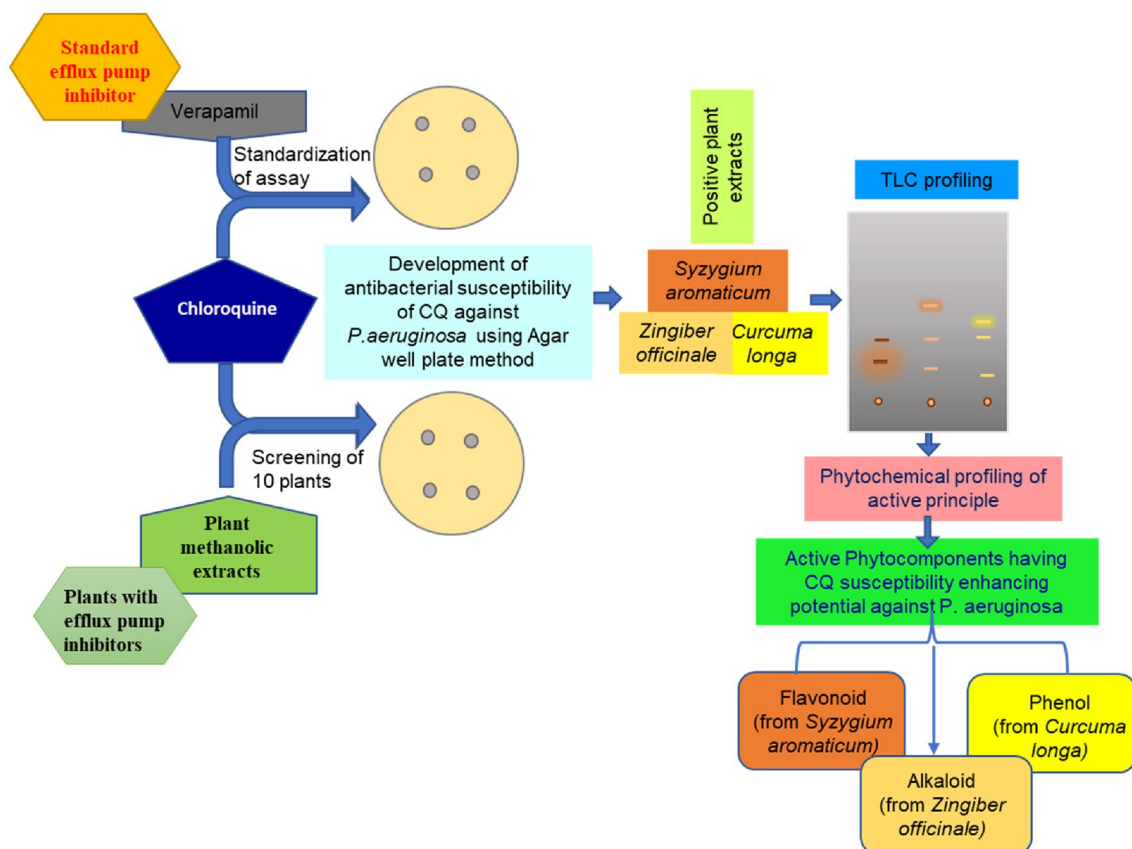 Standard
efflux pump
inhibitor
Verapamil
Standardization
of assay
Chloroquine
Screening of
10 plants
Plant
methanolic
extracts
Plants with
efflux pump
inhibitors
Development of
antibacterial susceptibility
of CQ against
P.aeruginosa using Agar
well plate method
Positive plant
extracts
Syzygium
aromaticum
Zingiber
officinale
Curcuma
longa
TLC profiling
Phytochemical profiling of
active principle
Active Phytocomponents having
CQ susceptibility enhancing
potential against P. aeruginosa
Flavonoid
(from Syzygium
aromaticum)
Alkaloid
(from Zingiber
officinale)
Phenol
(from Curcuma
longa)